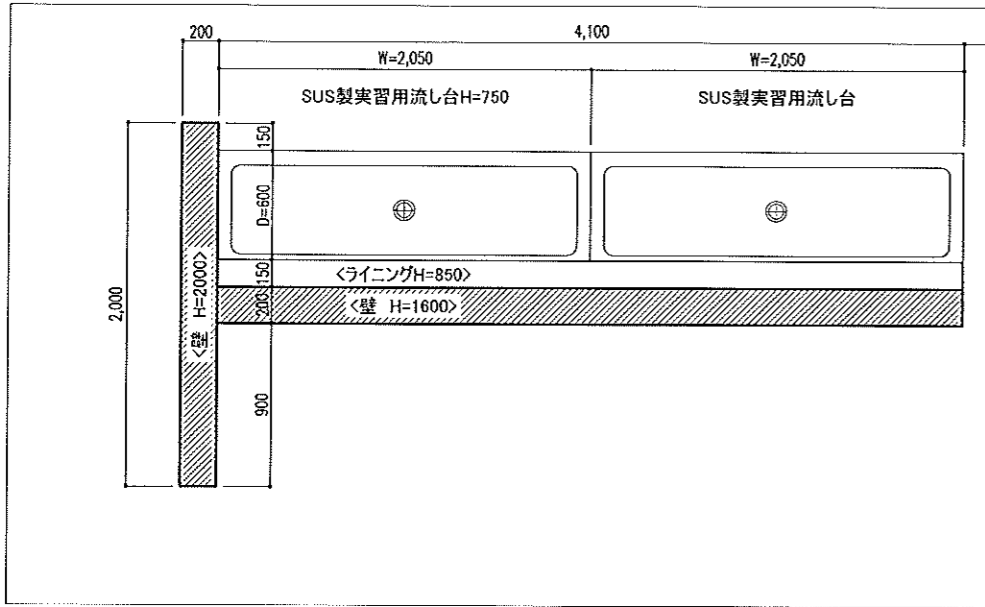 200
4,100
W=2,050
W=2,050
SUS製実習用流し台H=750
SUS製実習用流し台
150
D=600
150
<ライニングH=850>
200
<壁 H=1600>
<壁 H=2000>
2,000
900